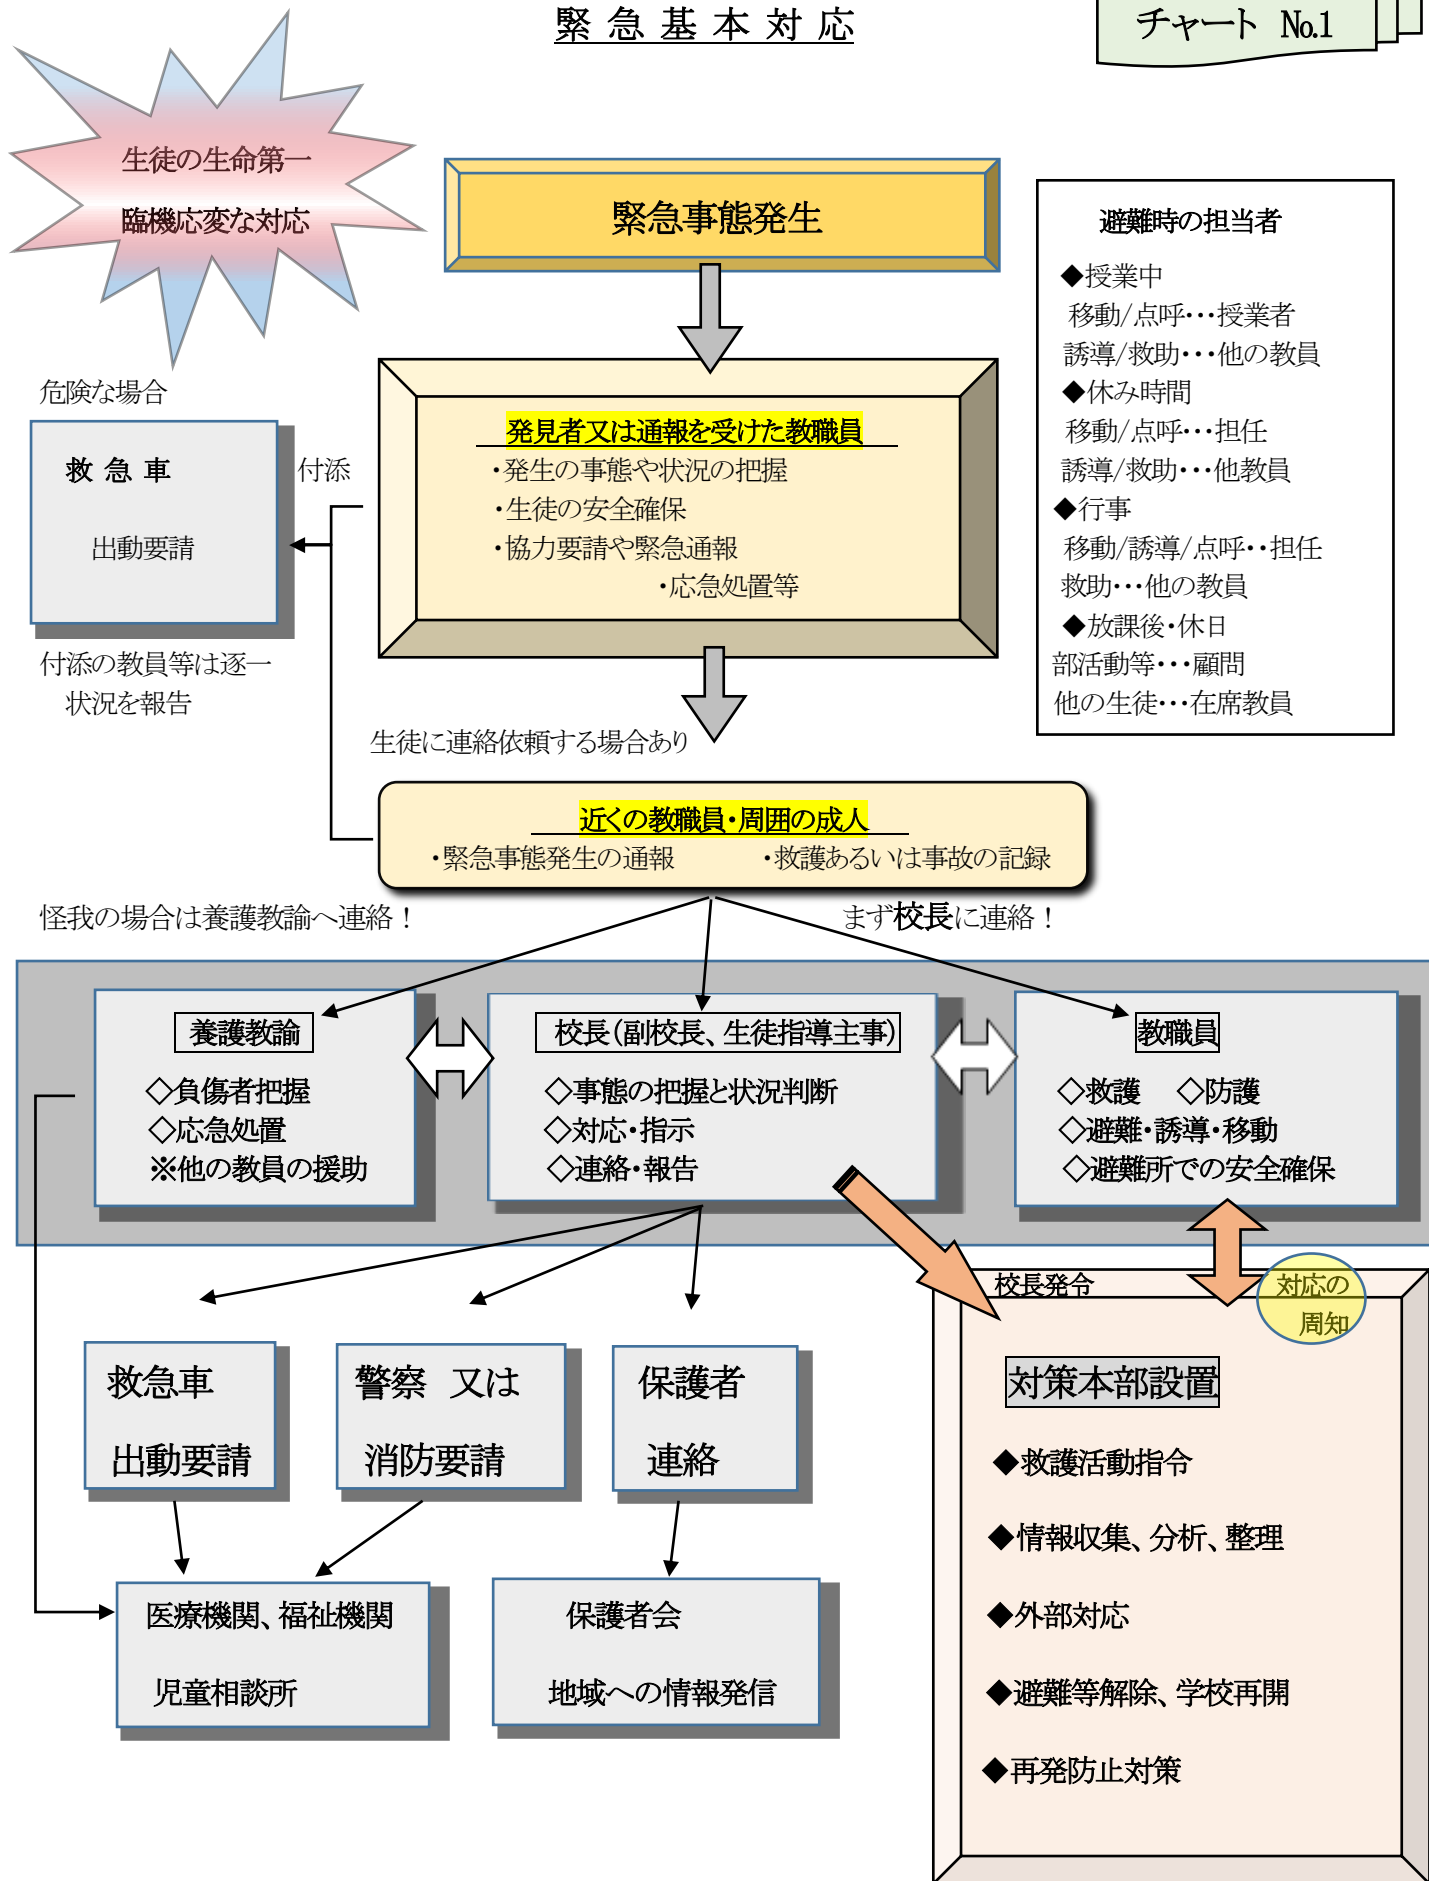 緊急基本対応
チャート №1
生徒の生命第一
臨機応変な対応
緊急事態発生
避難時の担当者
◆授業中
移動/点呼・・・授業者
誘導/救助・・・他の教員
◆休み時間
移動/点呼・・・担任
誘導/救助・・・他教員
◆行事
移動/誘導/点呼・・担任
救助・・・他の教員
◆放課後・休日
部活動等・・・顧問
他の生徒・・・在席教員
危険な場合
救急車
出動要請
付添
付添の教員等は逐一
状況を報告
発見者又は通報を受けた教職員
・発生の事態や状況の把握
・生徒の安全確保
・協力要請や緊急通報
・応急処置等
生徒に連絡依頼する場合あり
近くの教職員・周囲の成人
・緊急事態発生の通報 ・救護あるいは事故の記録
怪我の場合は養護教諭へ連絡！
まず校長に連絡！
養護教諭
◇負傷者把握
◇応急処置
※他の教員の援助
校長(副校長、生徒指導主事)
◇事態の把握と状況判断
◇対応・指示
◇連絡・報告
教職員
◇救護 ◇防護
◇避難・誘導・移動
◇避難所での安全確保
救急車
出動要請
警察 又は
消防要請
保護者
連絡
医療機関、福祉機関
児童相談所
保護者会
地域への情報発信
校長発令
対応の
周知
対策本部設置
◆救護活動指令
◆情報収集、分析、整理
◆外部対応
◆避難等解除、学校再開
◆再発防止対策